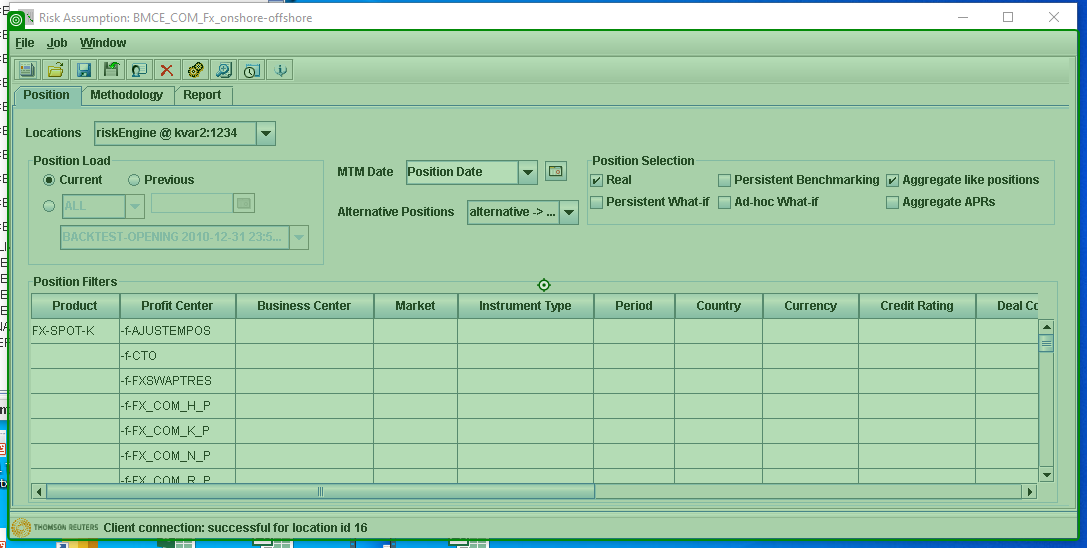 Risk Assumption: BMCE_COM_Fx_onshore-offshore
File Job Window
Position Methodology Report
Locations riskEngine @ kvar2:1234
Position Load
Current Previous
ALL
BACKTEST-OPENING 2010-12-31 23:5...
MTM Date Position Date
Alternative Positions alternative -> ...
Position Selection
Real Persistent Benchmarking Aggregate like positions
Persistent What-if Ad-hoc What-if Aggregate APRs
Position Filters
Product Profit Center Business Center Market Instrument Type Period Country Currency Credit Rating Deal Co
FX-SPOT-K -f-AJUSTEMPOS
-f-CTO
-f-FXSWAPTRES
-f-FX_COM_H_P
-f-FX_COM_K_P
-f-FX_COM_N_P
-f-FX_COM_R_P
THOMSON REUTERS Client connection: successful for location id 16